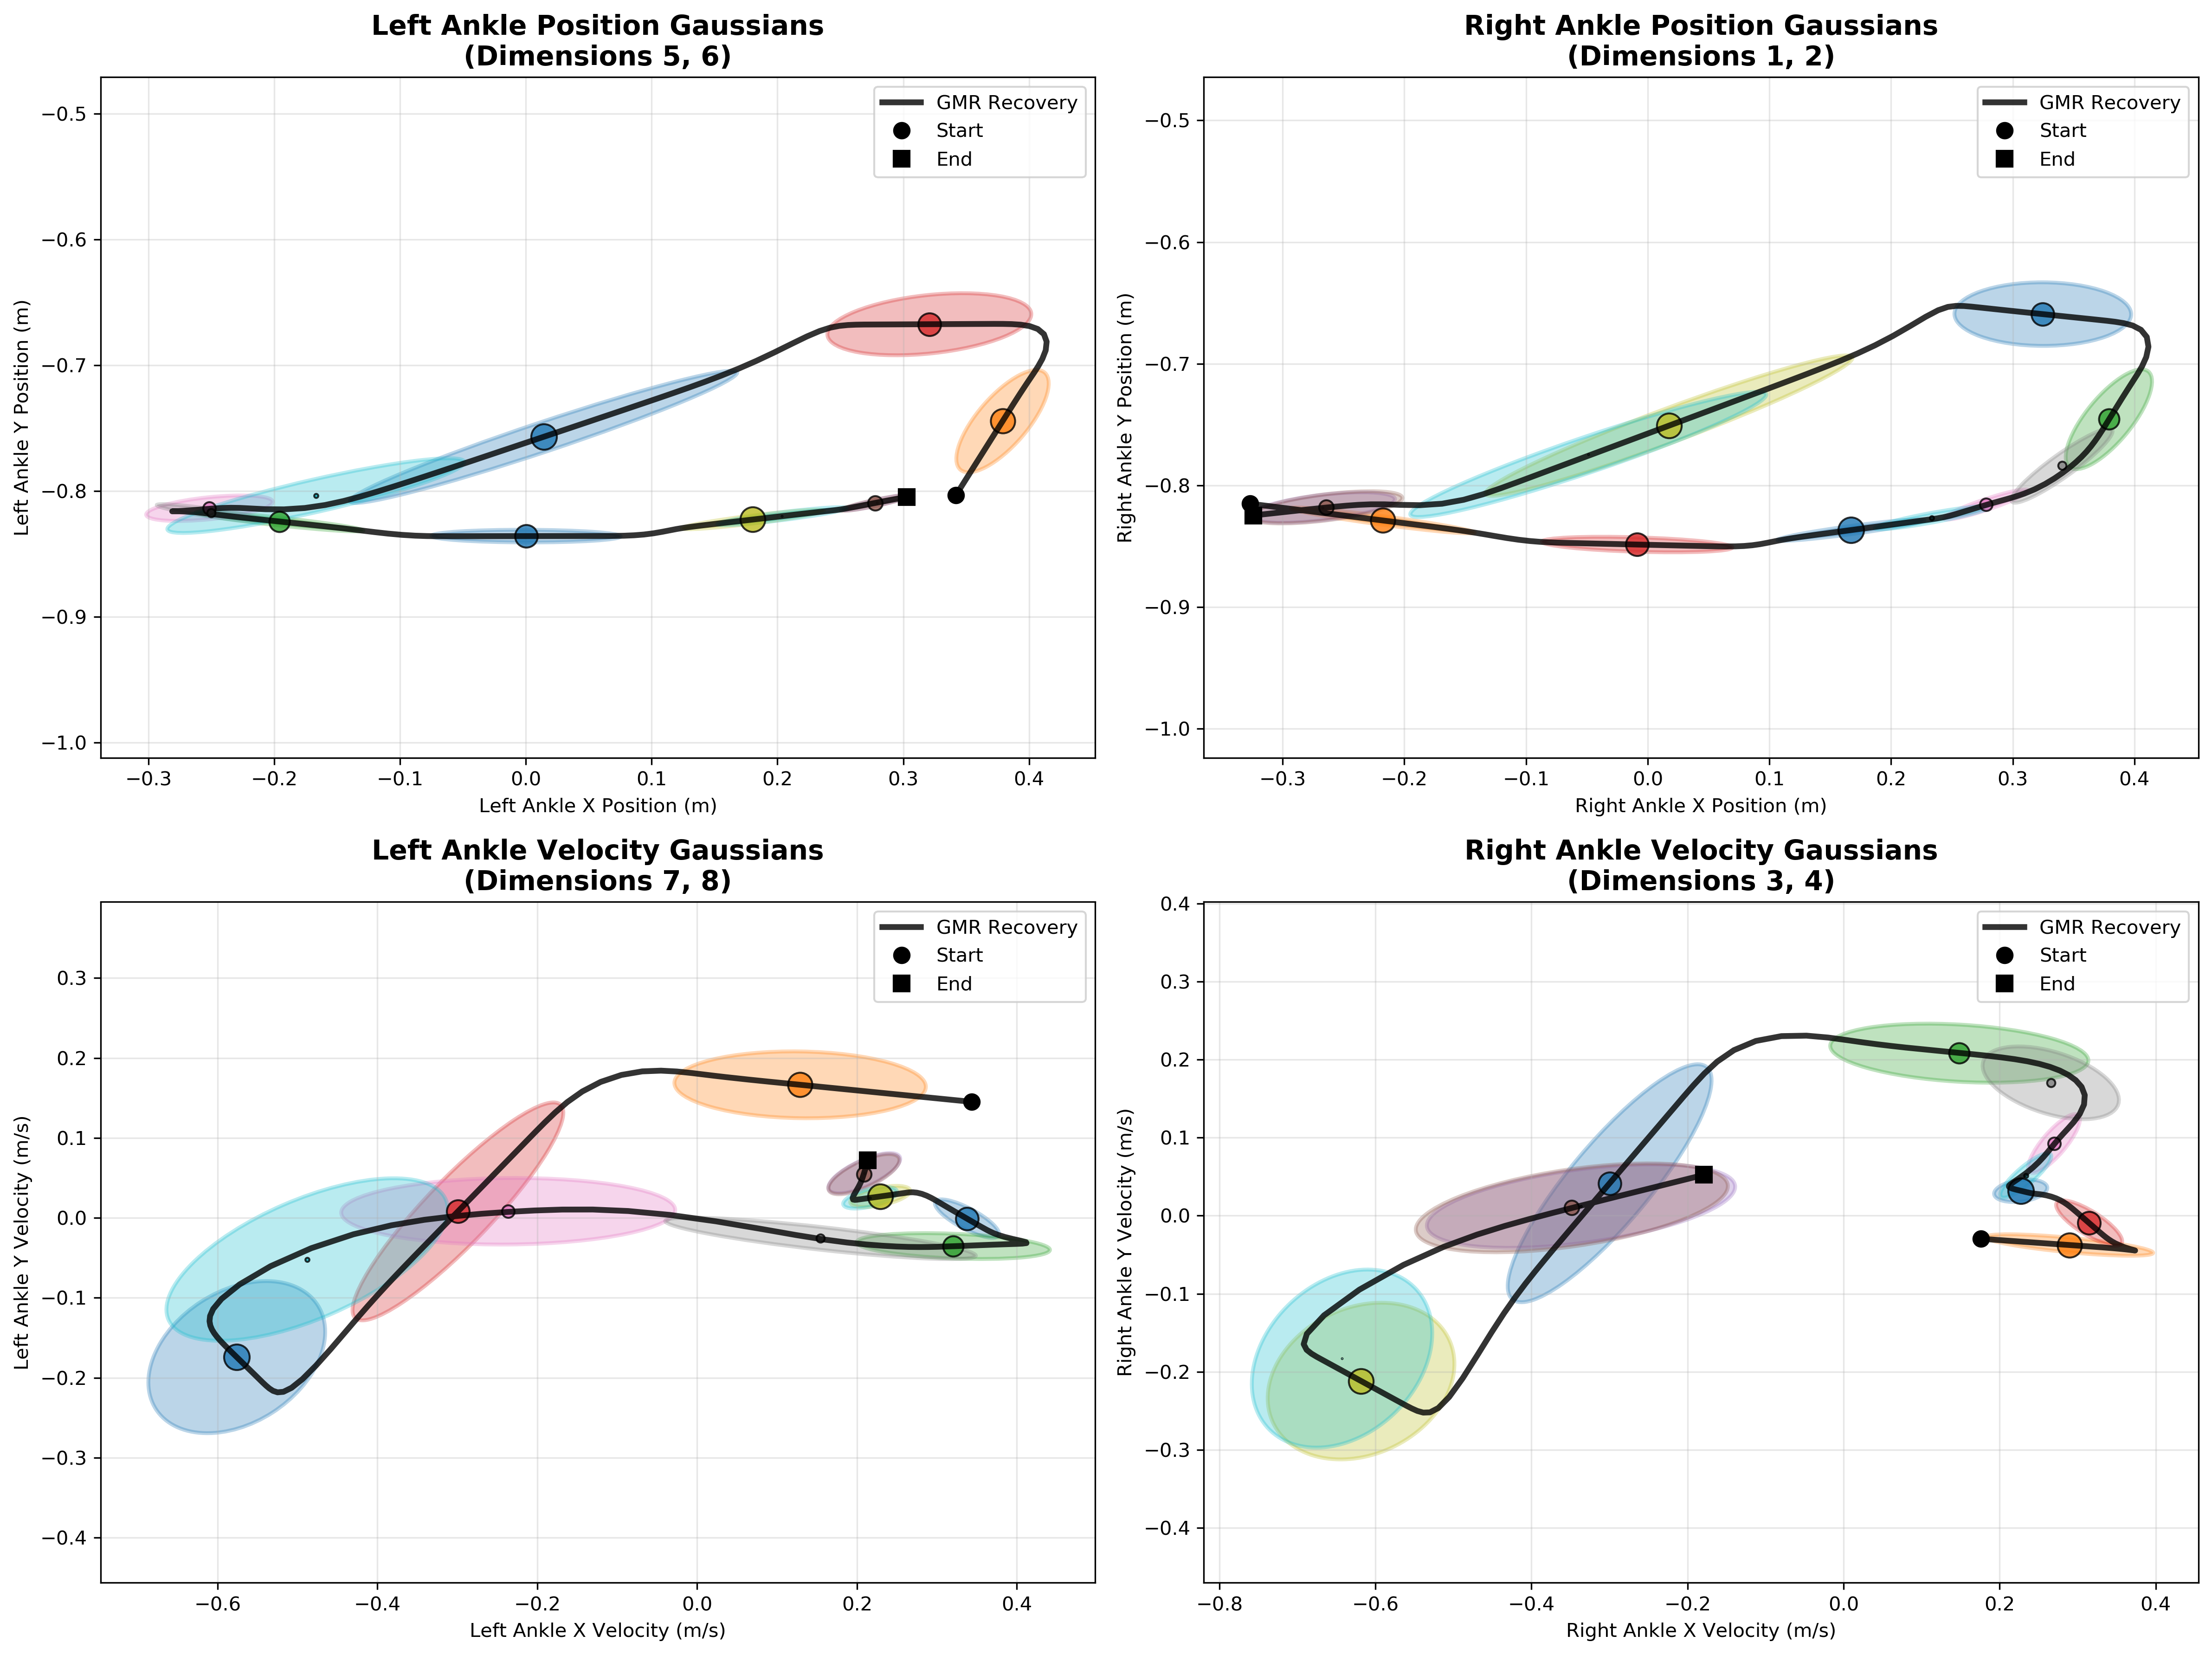 Left Ankle Position Gaussians
(Dimensions 5, 6)
GMR Recovery
Start
End
−0.5
−0.6
−0.7
−0.8
−0.9
−1.0
Left Ankle Y Position (m)
−0.3 −0.2 −0.1 0.0 0.1 0.2 0.3 0.4
Left Ankle X Position (m)
Right Ankle Position Gaussians
(Dimensions 1, 2)
GMR Recovery
Start
End
−0.5
−0.6
−0.7
−0.8
−0.9
−1.0
Right Ankle Y Position (m)
−0.3 −0.2 −0.1 0.0 0.1 0.2 0.3 0.4
Right Ankle X Position (m)
Left Ankle Velocity Gaussians
(Dimensions 7, 8)
GMR Recovery
Start
End
0.3
0.2
0.1
0.0
−0.1
−0.2
−0.3
−0.4
Left Ankle Y Velocity (m/s)
−0.6 −0.4 −0.2 0.0 0.2 0.4
Left Ankle X Velocity (m/s)
Right Ankle Velocity Gaussians
(Dimensions 3, 4)
GMR Recovery
Start
End
0.4
0.3
0.2
0.1
0.0
−0.1
−0.2
−0.3
−0.4
Right Ankle Y Velocity (m/s)
−0.8 −0.6 −0.4 −0.2 0.0 0.2 0.4
Right Ankle X Velocity (m/s)